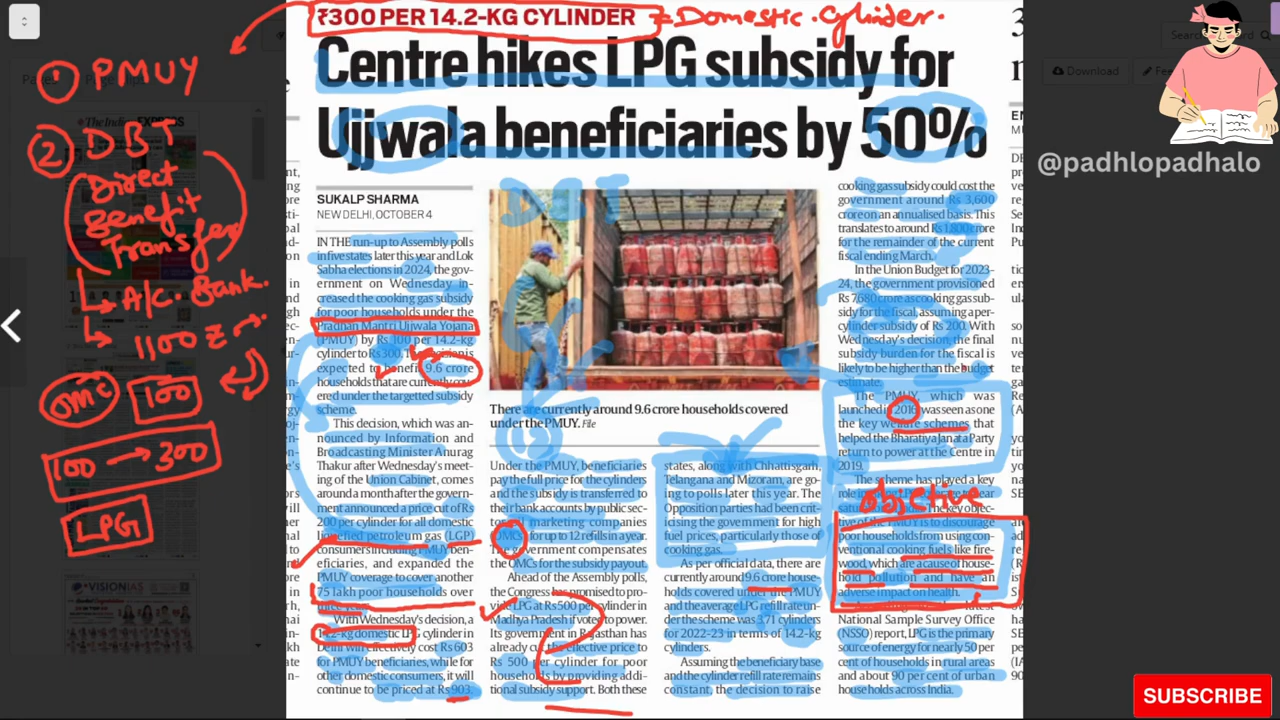 ₹300 PER 14.2-KG CYLINDER
Domestic Cylinder.
Centre hikes LPG subsidy for
Ujjwala beneficiaries by 50%
① PMUY
② DBT
Direct
Benefit
Transfer
A/C. Bank.
1100
OMC 100
100 → 300
LPG
SUKALP SHARMA
NEW DELHI, OCTOBER 4
IN THE run-up to Assembly polls
in five states later this year and Lok
Sabha elections in 2024, the gov-
ernment on Wednesday in-
creased the cooking gas subsidy
for poor households under the
Pradhan Mantri Ujjwala Yojana
(PMUY) by Rs 100 per 14.2-kg
cylinder to Rs 300. The decision is
expected to benefit 9.6 crore
households that are currently cov-
ered under the targetted subsidy
scheme.
This decision, which was an-
nounced by Information and
Broadcasting Minister Anurag
Thakur after Wednesday's meet-
ing of the Union Cabinet, comes
around a month after the govern-
ment announced a price cut of Rs
200 per cylinder for all domestic
liquefied petroleum gas (LGP)
consumers including PMUY ben-
eficiaries, and expanded the
PMUY coverage to cover another
75 lakh poor households over
With Wednesday's decision, a
14.2-kg domestic LPG cylinder in
Delhi will effectively cost Rs 603
for PMUY beneficiaries, while for
other domestic consumers, it will
continue to be priced at Rs 903.
DBT
There are currently around 9.6 crore households covered
under the PMUY. File
Under the PMUY, beneficiaries
pay the full price for the cylinders
and the subsidy is transferred to
their bank accounts by public sec-
tor oil marketing companies
(OMCs) for up to 12 refills in a year.
The government compensates
the OMCs for the subsidy payout.
Ahead of the Assembly polls,
the Congress has promised to pro-
vide LPG at Rs 500 per cylinder in
Madhya Pradesh if voted to power.
Its government in Rajasthan has
already cut the effective price to
Rs 500 per cylinder for poor
households by providing addi-
tional subsidy support. Both these
states, along with Chhattisgarh,
Telangana and Mizoram, are go-
ing to polls later this year. The
Opposition parties had been crit-
icising the government for high
fuel prices, particularly those of
cooking gas.
As per official data, there are
currently around 9.6 crore house-
holds covered under the PMUY
and the average LPG refill rate un-
der the scheme was 3.71 cylinders
for 2022-23 in terms of 14.2-kg
cylinders.
Assuming the beneficiary base
and the cylinder refill rate remains
constant, the decision to raise
cooking gas subsidy could cost the
government around Rs 3,600
crore on an annualised basis. This
translates to around Rs 1,800 crore
for the remainder of the current
fiscal ending March.
In the Union Budget for 2023-
24, the government provisioned
Rs 7,680 crore as cooking gas sub-
sidy for the fiscal, assuming a per-
cylinder subsidy of Rs 200. With
Wednesday's decision, the final
subsidy burden for the fiscal is
likely to be higher than the budget
estimate.
The PMUY, which was
launched in 2016, was seen as one
the key welfare schemes that
helped the Bharatiya Janata Party
return to power at the Centre in
2019.
The scheme has played a key
objective
tive of the PMUY is to discourage
poor households from using con-
ventional cooking fuels like fire-
wood, which are a cause of house-
hold pollution and have an
adverse impact on health.
National Sample Survey Office
(NSSO) report, LPG is the primary
source of energy for nearly 50 per
cent of households in rural areas
and about 90 per cent of urban
households across India.
Download
@padhlopadhalo
VISIONIAS
SUBSCRIBE